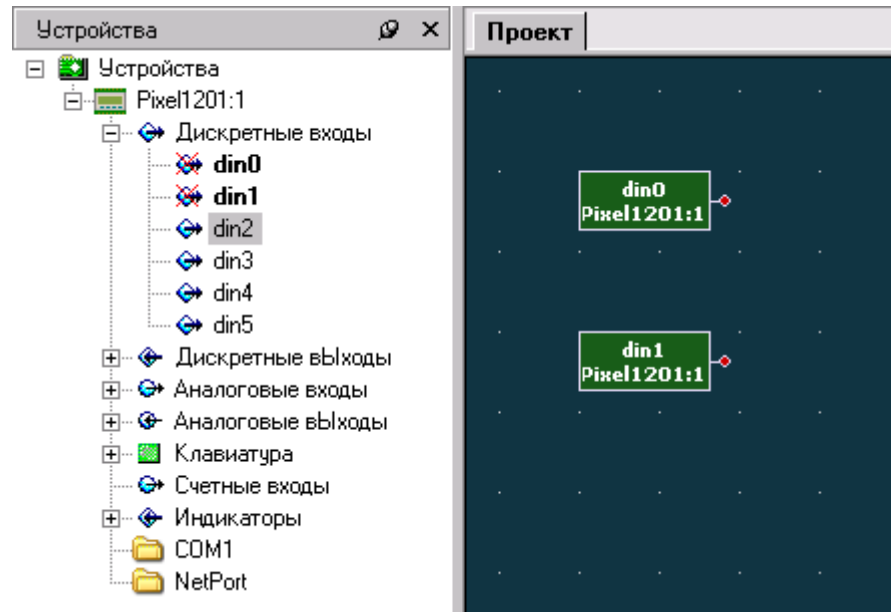 Устройства
Устройства
Pixel1201:1
Дискретные входы
din0
din1
din2
din3
din4
din5
Дискретные вЫходы
Аналоговые входы
Аналоговые вЫходы
Клавиатура
Счетные входы
Индикаторы
COM1
NetPort
Проект
din0
Pixel1201:1
din1
Pixel1201:1